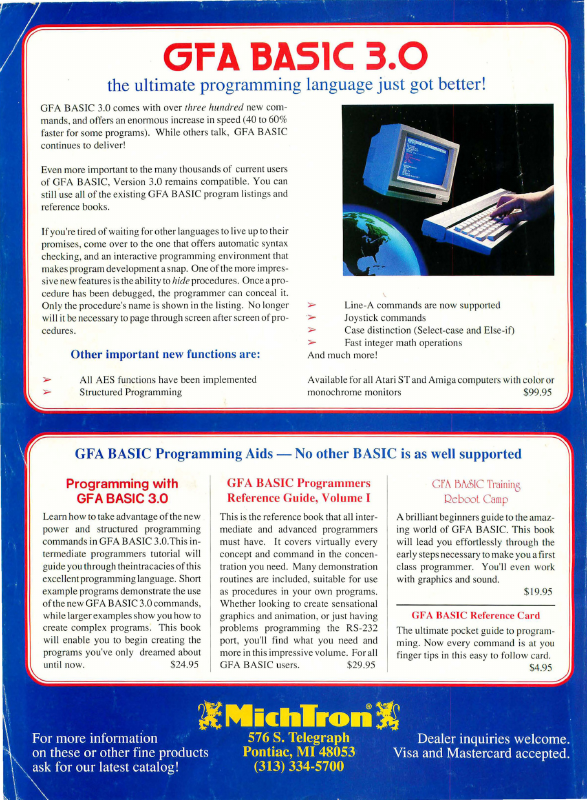 GFA BASIC 3.0
the ultimate programming language just got better!
GFA BASIC 3.0 comes with over three hundred new com-
mands, and offers an enormous increase in speed (40 to 60%
faster for some programs). While others talk, GFA BASIC
continues to deliver!
Even more important to the many thousands of current users
of GFA BASIC, Version 3.0 remains compatible. You can
still use all of the existing GFA BASIC program listings and
reference books.
If you're tired of waiting for other languages to live up to their
promises, come over to the one that offers automatic syntax
checking, and an interactive programming environment that
makes program development a snap. One of the more impres-
sive new features is the ability to hide procedures. Once a pro-
cedure has been debugged, the programmer can conceal it.
Only the procedure's name is shown in the listing. No longer
will it be necessary to page through screen after screen of pro-
cedures.
Other important new functions are:
➢ All AES functions have been implemented
➢ Structured Programming
➢ Line-A commands are now supported
➢ Joystick commands
➢ Case distinction (Select-case and Else-if)
➢ Fast integer math operations
And much more!
Available for all Atari ST and Amiga computers with color or
monochrome monitors $99.95
GFA BASIC Programming Aids — No other BASIC is as well supported
Programming with
GFA BASIC 3.0
Learn how to take advantage of the new
power and structured programming
commands in GFA BASIC 3.0.This in-
termediate programmers tutorial will
guide you through theintracacies of this
excellent programming language. Short
example programs demonstrate the use
of the new GFA BASIC 3.0 commands,
while larger examples show you how to
create complex programs. This book
will enable you to begin creating the
programs you've only dreamed about
until now. $24.95
GFA BASIC Programmers
Reference Guide, Volume I
This is the reference book that all inter-
mediate and advanced programmers
must have. It covers virtually every
concept and command in the concen-
tration you need. Many demonstration
routines are included, suitable for use
as procedures in your own programs.
Whether looking to create sensational
graphics and animation, or just having
problems programming the RS-232
port, you'll find what you need and
more in this impressive volume. For all
GFA BASIC users. $29.95
GFA BASIC Training
Reboot Camp
A brilliant beginners guide to the amaz-
ing world of GFA BASIC. This book
will lead you effortlessly through the
early steps necessary to make you a first
class programmer. You'll even work
with graphics and sound.
$19.95
GFA BASIC Reference Card
The ultimate pocket guide to program-
ming. Now every command is at you
finger tips in this easy to follow card.
$4.95
MichTron®
For more information
on these or other fine products
ask for our latest catalog!
576 S. Telegraph
Pontiac, MI 48053
(313) 334-5700
Dealer inquiries welcome.
Visa and Mastercard accepted.